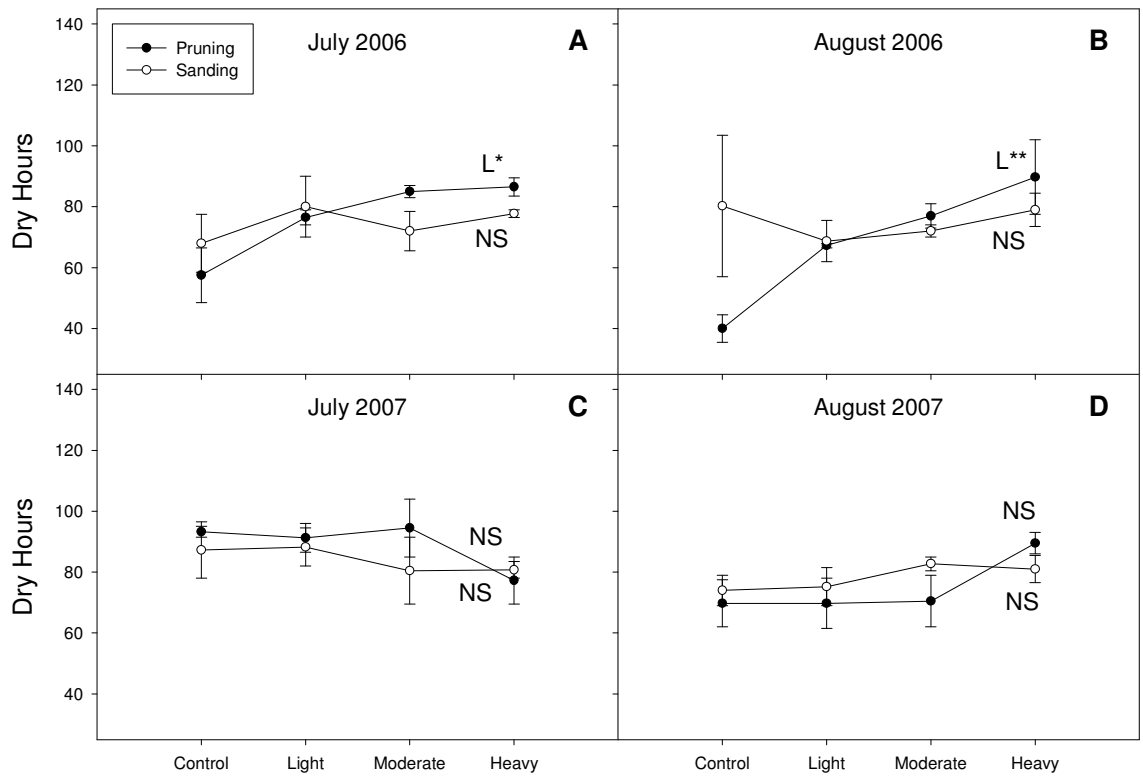 Pruning
Sanding
July 2006
A
August 2006
B
Dry Hours
140
120
100
80
60
40
L*
NS
L**
NS
July 2007
C
August 2007
D
Dry Hours
140
120
100
80
60
40
NS
NS
NS
NS
Control Light Moderate Heavy Control Light Moderate Heavy